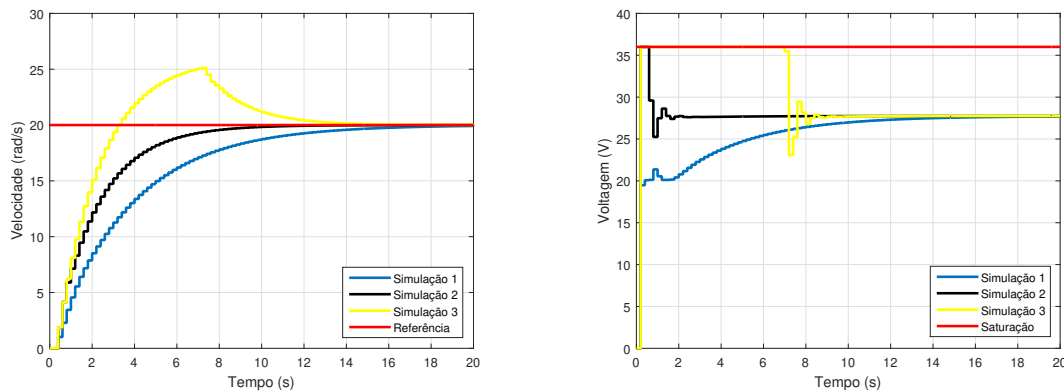 30
25
20
15
10
5
0
0 2 4 6 8 10 12 14 16 18 20
Velocidade (rad/s)
Tempo (s)
Simulação 1
Simulação 2
Simulação 3
Referência
40
35
30
25
20
15
10
5
0
0 2 4 6 8 10 12 14 16 18 20
Voltagem (V)
Tempo (s)
Simulação 1
Simulação 2
Simulação 3
Saturação